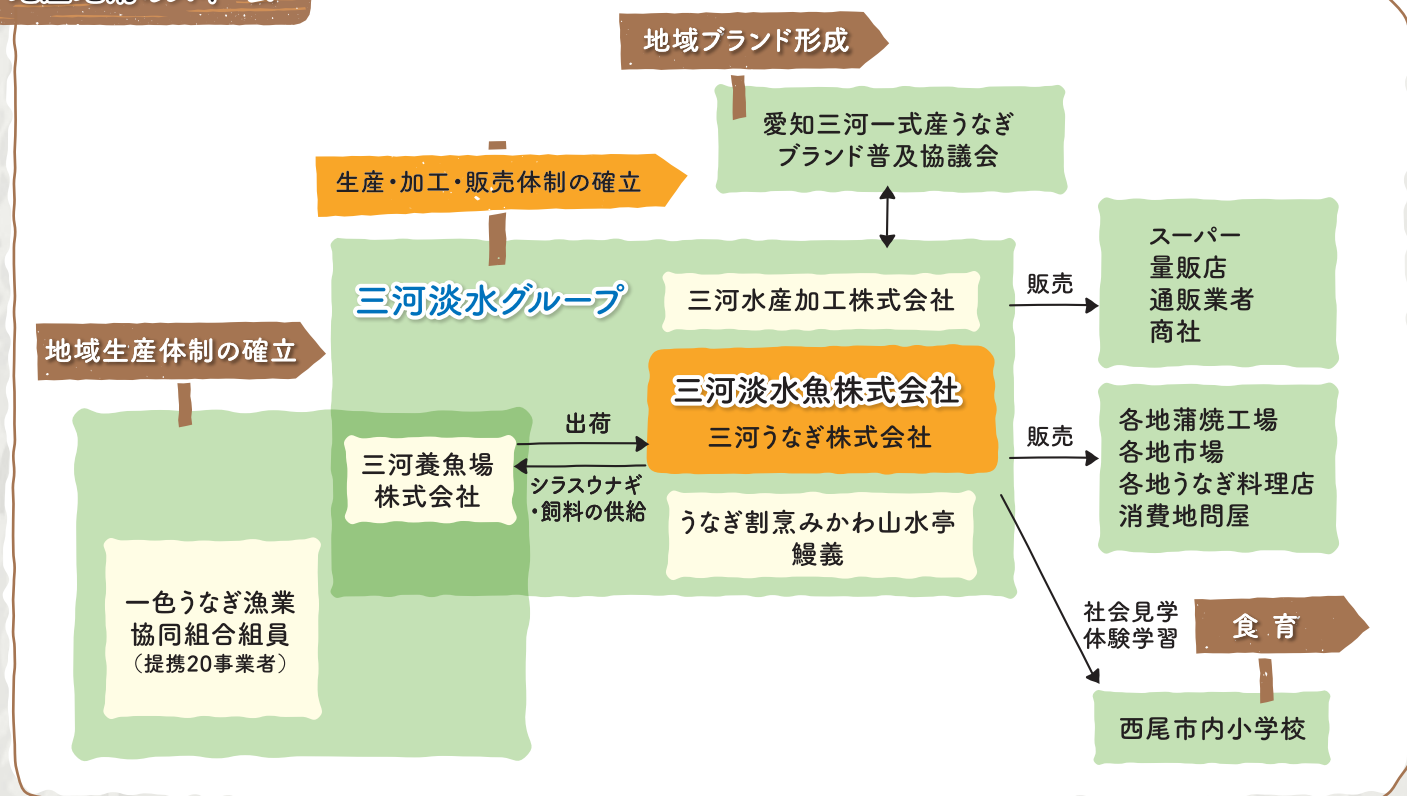 地域ブランド形成
愛知三河一式産うなぎ
ブランド普及協議会
生産・加工・販売体制の確立
三河淡水グループ
三河水産加工株式会社
販売
スーパー
量販店
通販業者
商社
地域生産体制の確立
三河淡水魚株式会社
三河うなぎ株式会社
出荷
三河養魚場
株式会社
シラスウナギ
・飼料の供給
販売
各地蒲焼工場
各地市場
各地うなぎ料理店
消費地問屋
うなぎ割烹みかわ山水亭
鰻義
一色うなぎ漁業
協同組合組員
（提携20事業者）
社会見学
体験学習
食 育
西尾市内小学校